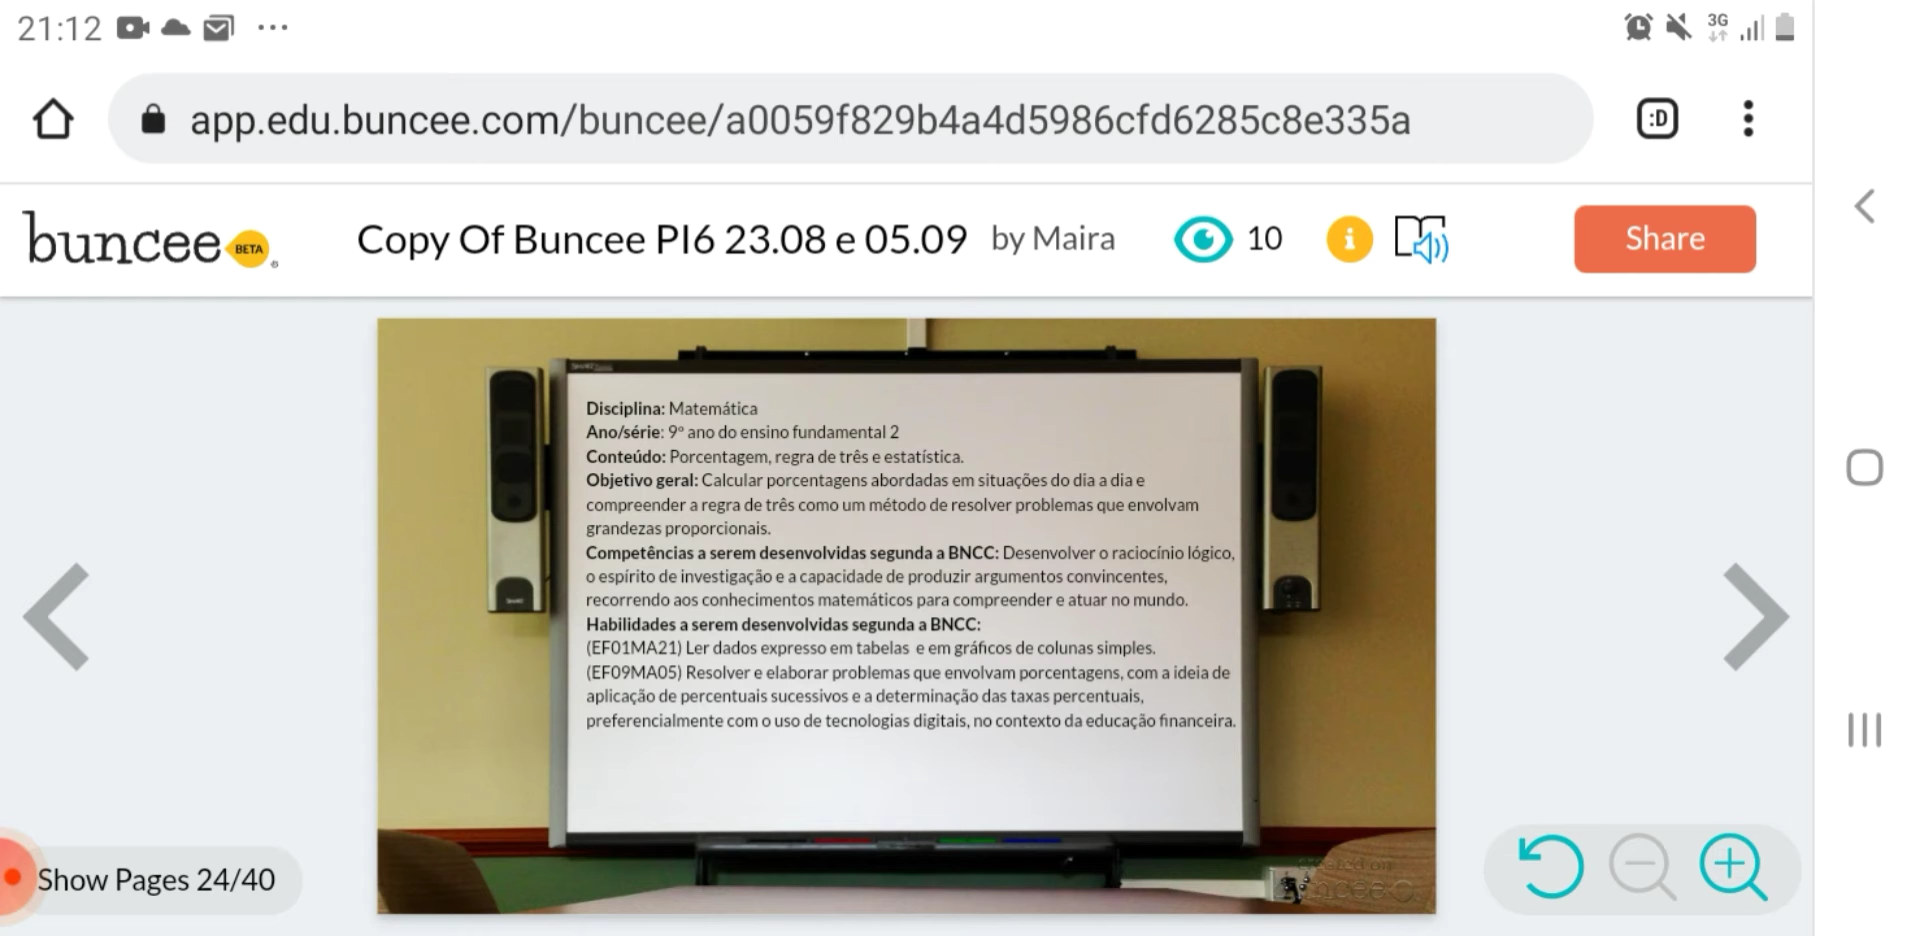 21:12
3G
app.edu.buncee.com/buncee/a0059f829b4a4d5986cfd6285c8e335a
:D
buncee BETA
Copy Of Buncee PI6 23.08 e 05.09 by Maira
10
Share
Disciplina: Matemática
Ano/série: 9º ano do ensino fundamental 2
Conteúdo: Porcentagem, regra de três e estatística.
Objetivo geral: Calcular porcentagens abordadas em situações do dia a dia e
compreender a regra de três como um método de resolver problemas que envolvam
grandezas proporcionais.
Competências a serem desenvolvidas segunda a BNCC: Desenvolver o raciocínio lógico,
o espírito de investigação e a capacidade de produzir argumentos convincentes,
recorrendo aos conhecimentos matemáticos para compreender e atuar no mundo.
Habilidades a serem desenvolvidas segunda a BNCC:
(EF01MA21) Ler dados expresso em tabelas e em gráficos de colunas simples.
(EF09MA05) Resolver e elaborar problemas que envolvam porcentagens, com a ideia de
aplicação de percentuais sucessivos e a determinação das taxas percentuais,
preferencialmente com o uso de tecnologias digitais, no contexto da educação financeira.
Show Pages 24/40